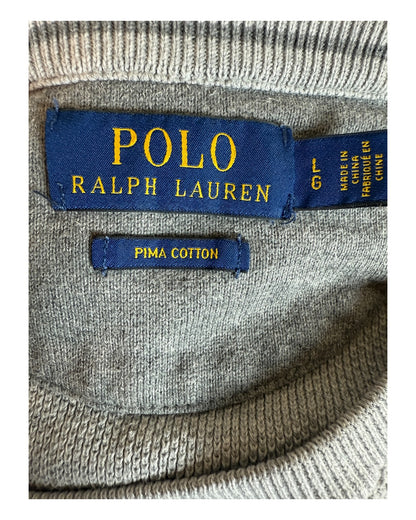 POLO
RALPH LAUREN
L
G
MADE IN
CHINA
FABRIQUÉ EN
CHINE
PIMA COTTON